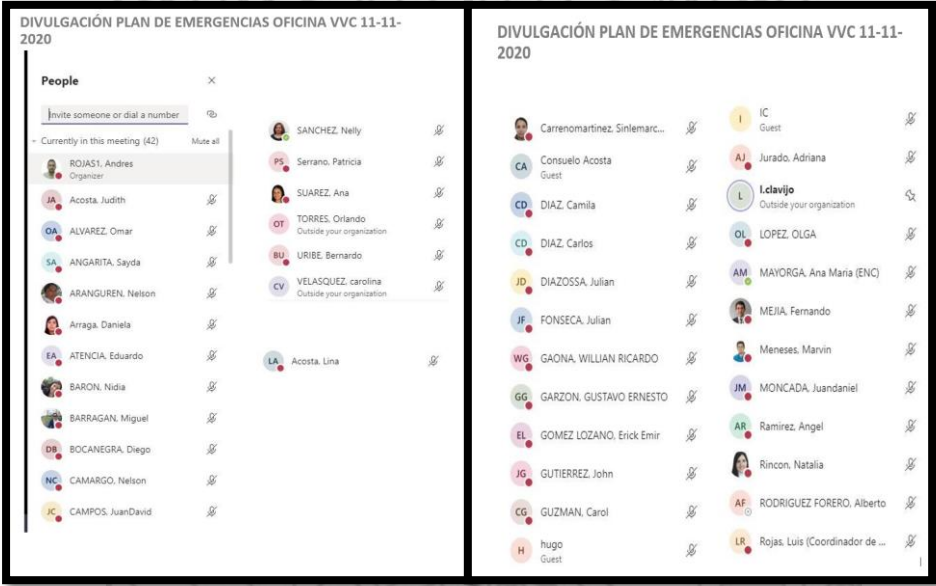 DIVULGACIÓN PLAN DE EMERGENCIAS OFICINA VVC 11-11-
2020
People
Invite someone or dial a number
Currently in this meeting (42)
Mute all
ROJAS1, Andres
Organizer
JA
Acosta, Judith
OA
ALVAREZ, Omar
SA
ANGARITA, Sayda
ARANGUREN, Nelson
Arraga, Daniela
EA
ATENCIA, Eduardo
BARON, Nidia
BARRAGAN, Miguel
DB
BOCANEGRA, Diego
NC
CAMARGO, Nelson
JC
CAMPOS, JuanDavid
SANCHEZ, Nelly
PS
Serrano, Patricia
SUAREZ, Ana
OT
TORRES, Orlando
Outside your organization
BU
URIBE, Bernardo
CV
VELASQUEZ, carolina
Outside your organization
LA
Acosta, Lina
DIVULGACIÓN PLAN DE EMERGENCIAS OFICINA VVC 11-11-
2020
Carrenomartinez, Sinlemarc...
CA
Consuelo Acosta
Guest
CD
DIAZ, Camila
CD
DIAZ, Carlos
JD
DIAZOSSA, Julian
JF
FONSECA, Julian
WG
GAONA, WILLIAN RICARDO
GG
GARZON, GUSTAVO ERNESTO
EL
GOMEZ LOZANO, Erick Emir
JG
GUTIERREZ, John
CG
GUZMAN, Carol
H
hugo
Guest
I
IC
Guest
AJ
Jurado, Adriana
L
l.clavijo
Outside your organization
OL
LOPEZ, OLGA
AM
MAYORGA, Ana Maria (ENC)
MEJIA, Fernando
Meneses, Marvin
JM
MONCADA, Juandaniel
AR
Ramirez, Angel
Rincon, Natalia
AF
RODRIGUEZ FORERO, Alberto
LR
Rojas, Luis (Coordinador de ...